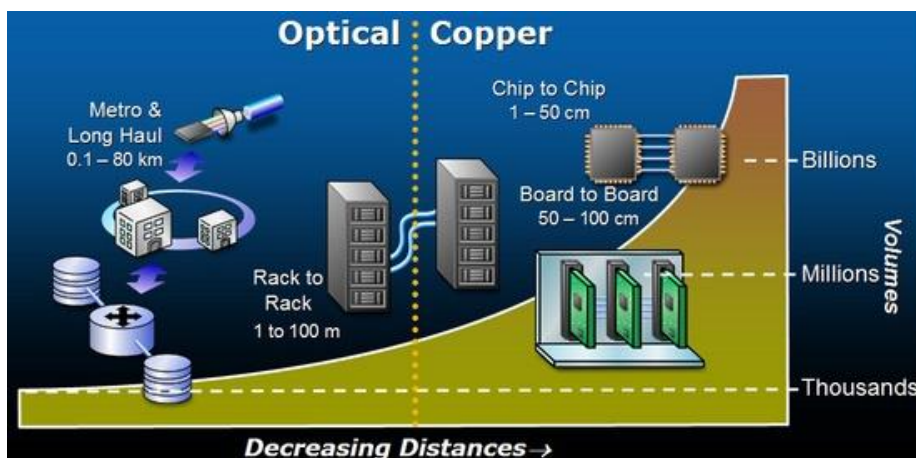 Optical Copper
Metro &
Long Haul
0.1 – 80 km
Rack to
Rack
1 to 100 m
Chip to Chip
1 – 50 cm
Board to Board
50 – 100 cm
Billions
Millions
Thousands
Volumes
Decreasing Distances→